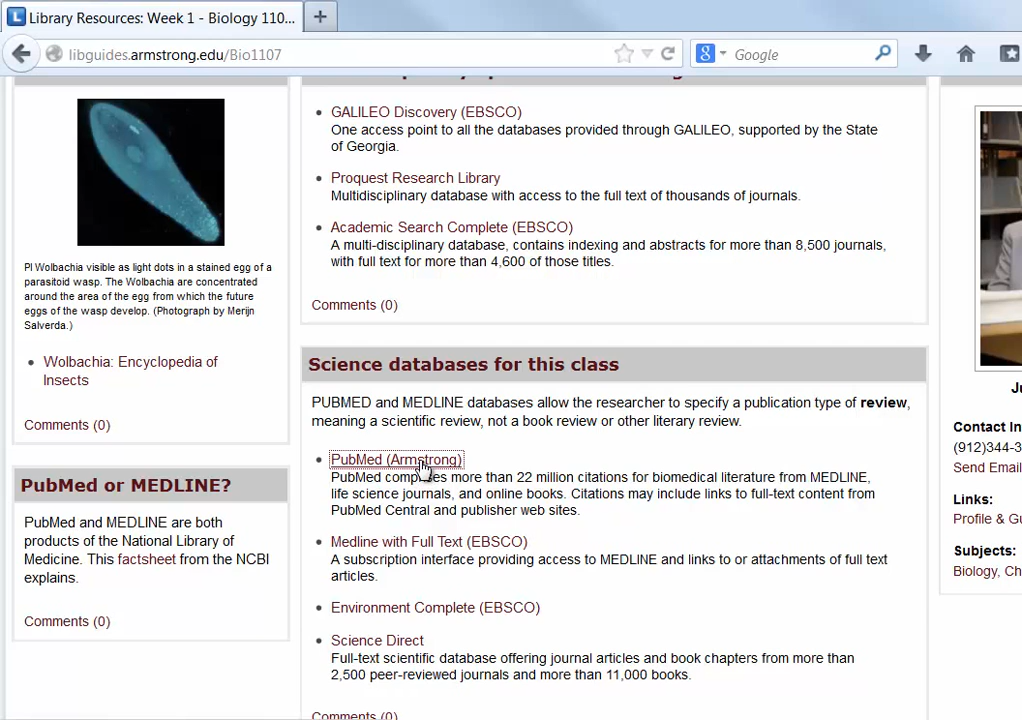 Library Resources: Week 1 - Biology 110...
libguides.armstrong.edu/Bio1107
Google
PI Wolbachia visible as light dots in a stained egg of a
parasitoid wasp. The Wolbachia are concentrated
around the area of the egg from which the future
eggs of the wasp develop. (Photograph by Merijn
Salverda.)
Wolbachia: Encyclopedia of
Insects
Comments (0)
PubMed or MEDLINE?
PubMed and MEDLINE are both
products of the National Library of
Medicine. This factsheet from the NCBI
explains.
Comments (0)
GALILEO Discovery (EBSCO)
One access point to all the databases provided through GALILEO, supported by the State
of Georgia.
Proquest Research Library
Multidisciplinary database with access to the full text of thousands of journals.
Academic Search Complete (EBSCO)
A multi-disciplinary database, contains indexing and abstracts for more than 8,500 journals,
with full text for more than 4,600 of those titles.
Comments (0)
Science databases for this class
PUBMED and MEDLINE databases allow the researcher to specify a publication type of review,
meaning a scientific review, not a book review or other literary review.
PubMed (Armstrong)
PubMed comprises more than 22 million citations for biomedical literature from MEDLINE,
life science journals, and online books. Citations may include links to full-text content from
PubMed Central and publisher web sites.
Medline with Full Text (EBSCO)
A subscription interface providing access to MEDLINE and links to or attachments of full text
articles.
Environment Complete (EBSCO)
Science Direct
Full-text scientific database offering journal articles and book chapters from more than
2,500 peer-reviewed journals and more than 11,000 books.
Comments (0)
Ju
Contact In
(912)344-3
Send Email
Links:
Profile & Gu
Subjects:
Biology, Ch